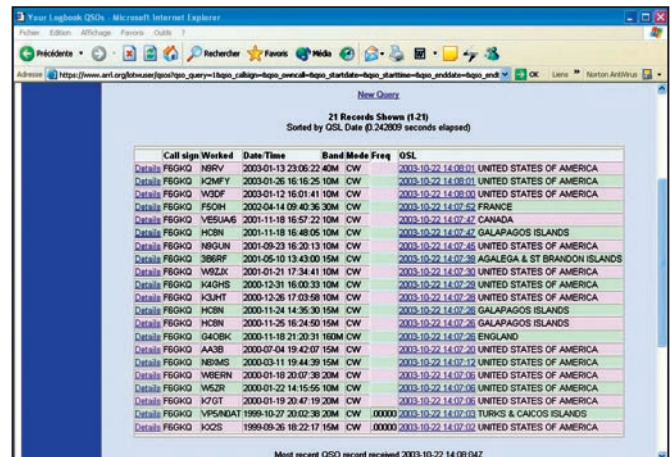 Your Logbook QSOs - Microsoft Internet Explorer
Fichier Edition Affichage Favoris Outils ?
Précédente Rechercher Favoris Média
Adresse https://www.arrl.org/lotwuser/qsos?qso_query=1&qso_callsign=&qso_owncall=&qso_startdate=&qso_starttime=&qso_enddate=&qso_endt OK Liens » Norton AntiVirus
New Query
21 Records Shown (1-21)
Sorted by QSL Date (0.242809 seconds elapsed)
Call sign Worked Date/Time Band Mode Freq QSL
Details F6GKQ N9RV 2003-01-13 23:06:22 40M CW 2003-10-22 14:08:01 UNITED STATES OF AMERICA
Details F6GKQ K2MFY 2003-01-26 16:16:25 10M CW 2003-10-22 14:08:01 UNITED STATES OF AMERICA
Details F6GKQ W3DF 2003-01-12 16:01:41 10M CW 2003-10-22 14:08:00 UNITED STATES OF AMERICA
Details F6GKQ F5OIH 2002-04-14 09:40:36 30M CW 2003-10-22 14:07:52 FRANCE
Details F6GKQ VE5UA/6 2001-11-18 16:57:22 10M CW 2003-10-22 14:07:47 CANADA
Details F6GKQ HC8N 2001-11-18 16:48:05 10M CW 2003-10-22 14:07:47 GALAPAGOS ISLANDS
Details F6GKQ N9GUN 2001-09-23 16:20:13 10M CW 2003-10-22 14:07:45 UNITED STATES OF AMERICA
Details F6GKQ 3B6RF 2001-05-10 13:43:00 15M CW 2003-10-22 14:07:39 AGALEGA & ST BRANDON ISLANDS
Details F6GKQ W9ZJX 2001-01-21 17:34:41 10M CW 2003-10-22 14:07:30 UNITED STATES OF AMERICA
Details F6GKQ K4GHS 2000-12-31 16:00:33 10M CW 2003-10-22 14:07:29 UNITED STATES OF AMERICA
Details F6GKQ K3JHT 2000-12-26 17:03:58 10M CW 2003-10-22 14:07:28 UNITED STATES OF AMERICA
Details F6GKQ HC8N 2000-11-24 14:35:30 15M CW 2003-10-22 14:07:26 GALAPAGOS ISLANDS
Details F6GKQ HC8N 2000-11-25 16:24:50 15M CW 2003-10-22 14:07:26 GALAPAGOS ISLANDS
Details F6GKQ G4OBK 2000-11-18 21:20:31 160M CW 2003-10-22 14:07:26 ENGLAND
Details F6GKQ AA3B 2000-07-04 19:42:07 15M CW 2003-10-22 14:07:20 UNITED STATES OF AMERICA
Details F6GKQ N8XMS 2000-03-11 19:44:39 15M CW 2003-10-22 14:07:12 UNITED STATES OF AMERICA
Details F6GKQ W8ERN 2000-01-18 20:07:38 20M CW 2003-10-22 14:07:06 UNITED STATES OF AMERICA
Details F6GKQ W5ZR 2000-01-22 14:15:55 10M CW 2003-10-22 14:07:06 UNITED STATES OF AMERICA
Details F6GKQ K7GT 2000-01-19 20:47:19 20M CW 2003-10-22 14:07:06 UNITED STATES OF AMERICA
Details F6GKQ VP5/N0AT 1999-10-27 20:02:38 20M CW .00000 2003-10-22 14:07:03 TURKS & CAICOS ISLANDS
Details F6GKQ KX2S 1999-09-26 18:22:17 15M CW .00000 2003-10-22 14:07:02 UNITED STATES OF AMERICA
Most recent QSO record received 2003-10-22 14:08:04Z